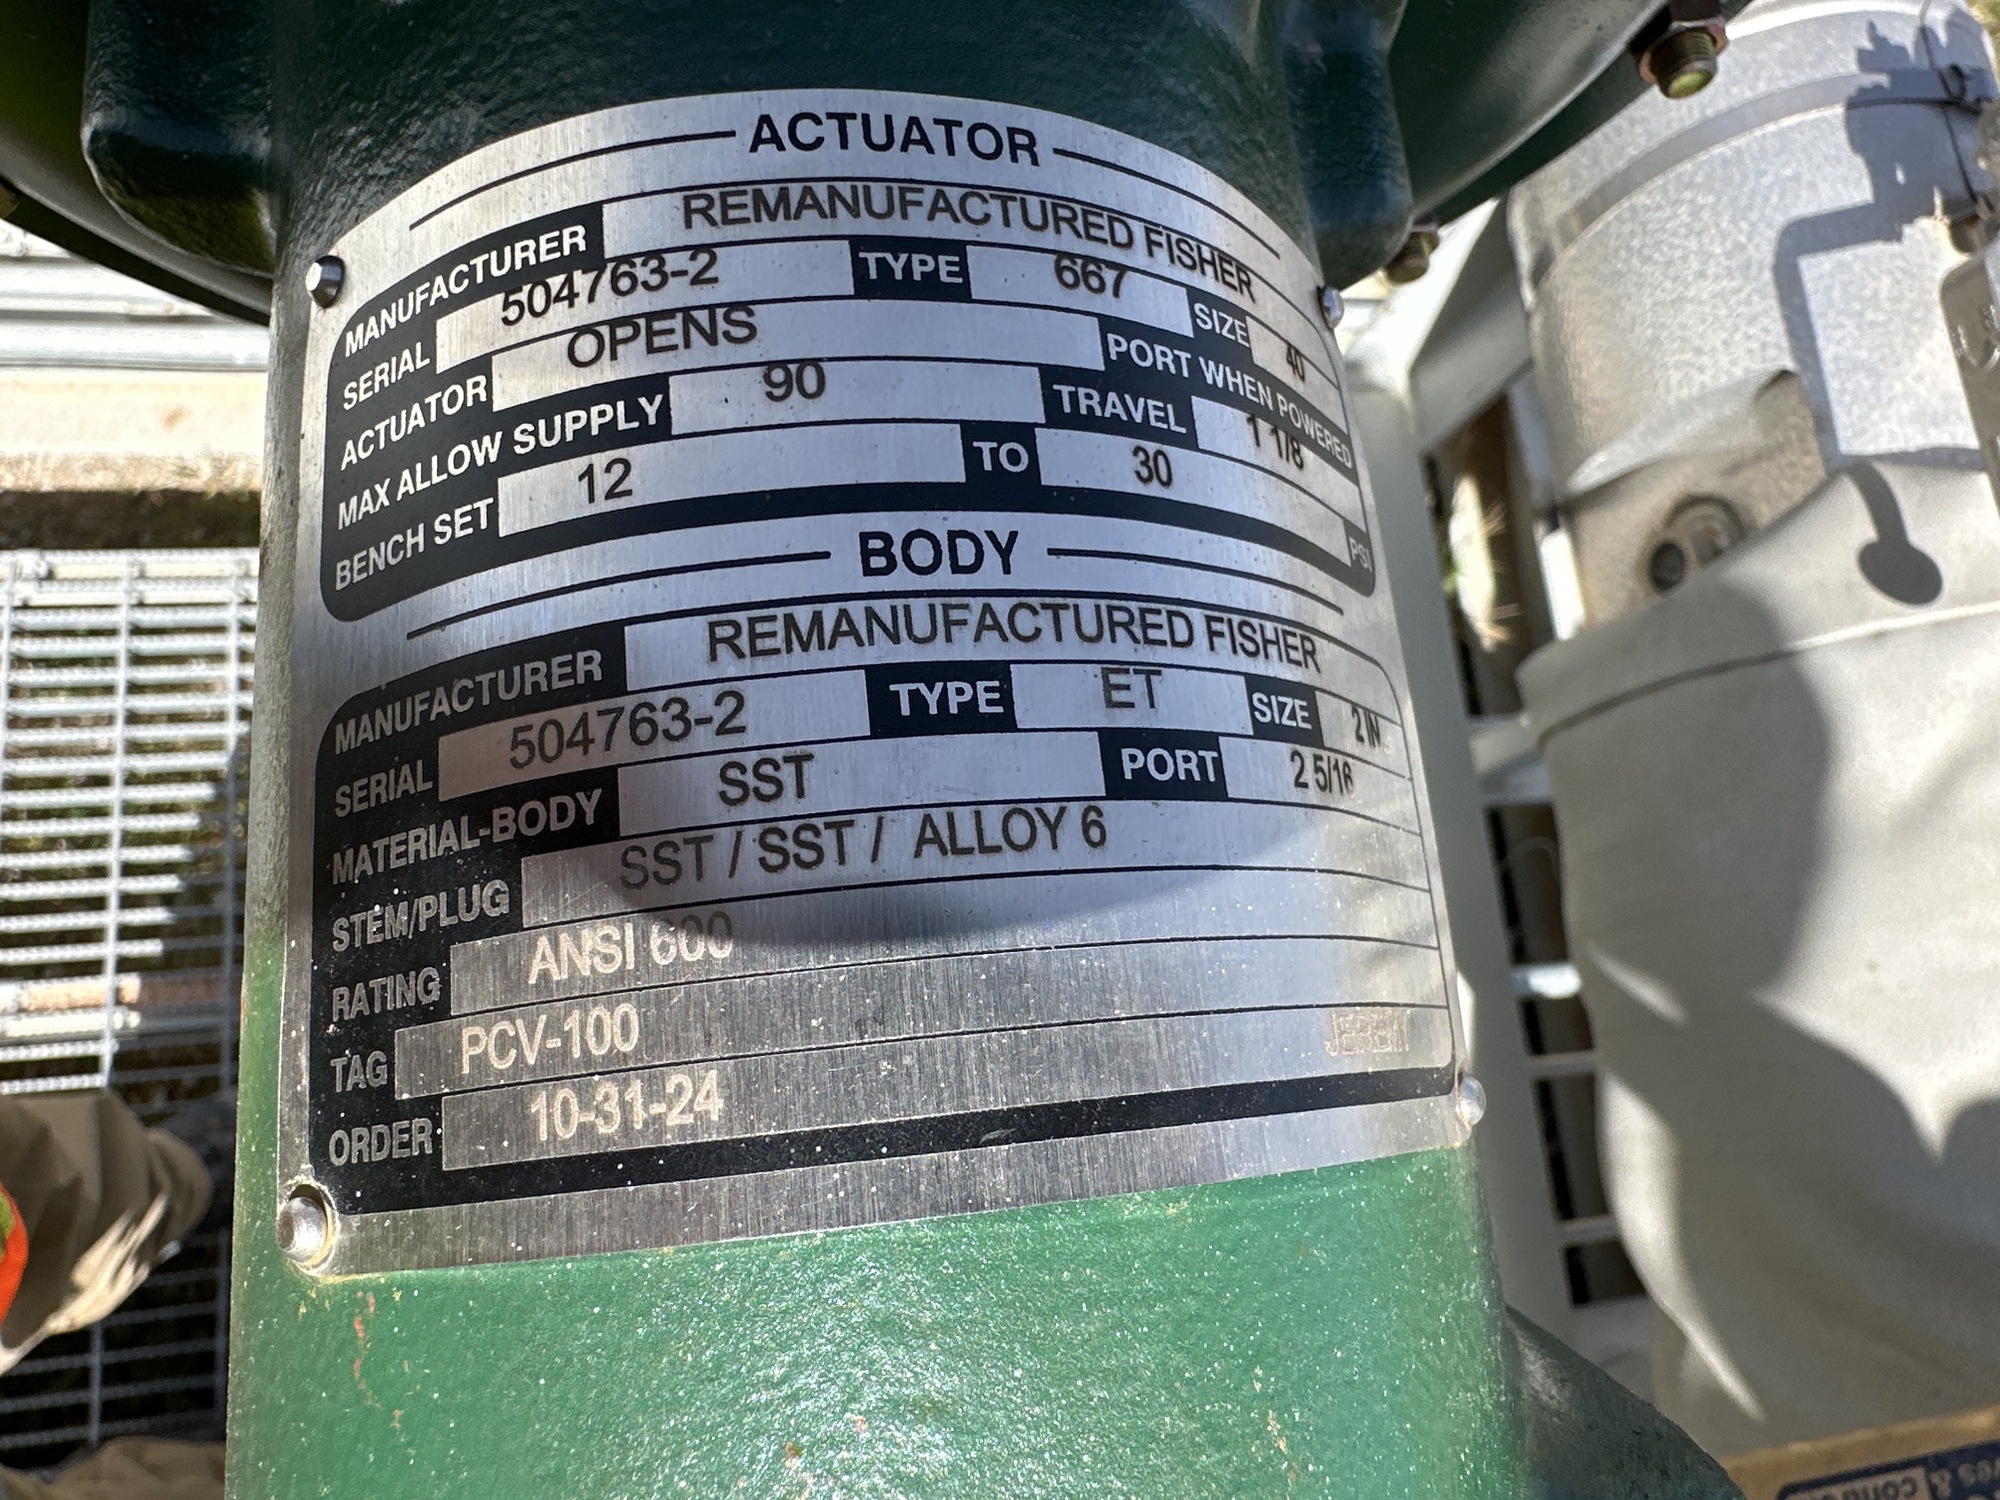 ACTUATOR
MANUFACTURER REMANUFACTURED FISHER
SERIAL 504763-2 TYPE 667 SIZE 40
ACTUATOR OPENS PORT WHEN POWERED
MAX ALLOW SUPPLY 90 TRAVEL 1 1/8
BENCH SET 12 TO 30 PSI
BODY
MANUFACTURER REMANUFACTURED FISHER
SERIAL 504763-2 TYPE ET SIZE 2 IN.
MATERIAL-BODY SST PORT 2 5/16
STEM/PLUG SST / SST / ALLOY 6
RATING ANSI 600
TAG PCV-100
ORDER 10-31-24